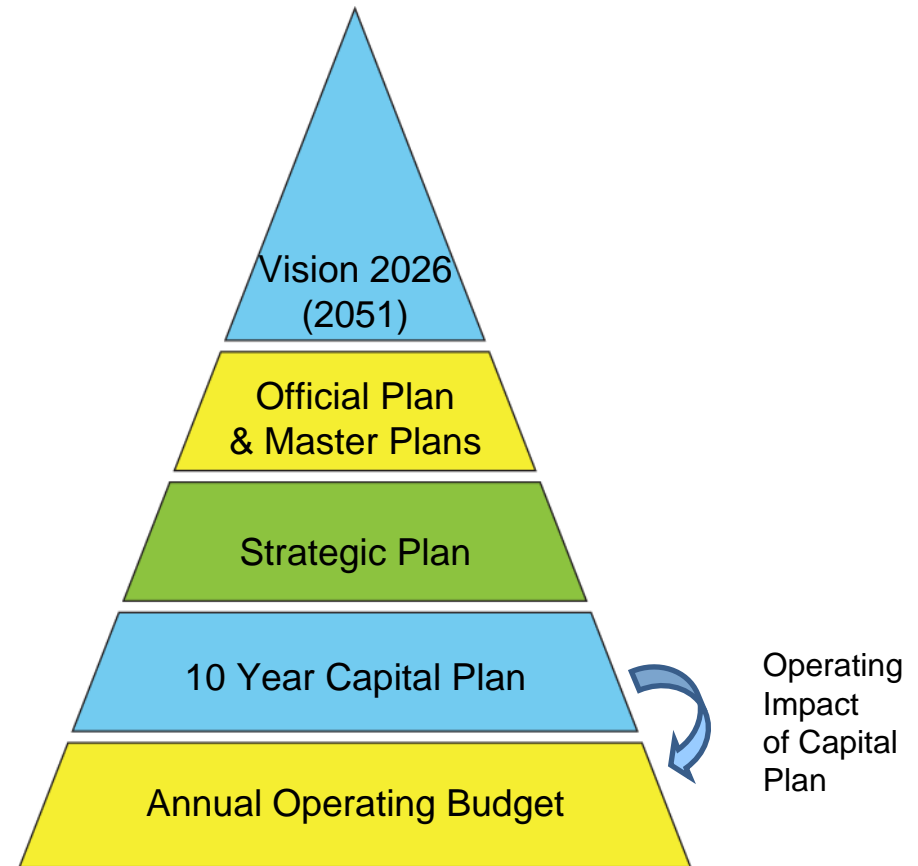 Vision 2026
(2051)
Official Plan
& Master Plans
Strategic Plan
10 Year Capital Plan
Operating
Impact
of Capital
Plan
Annual Operating Budget